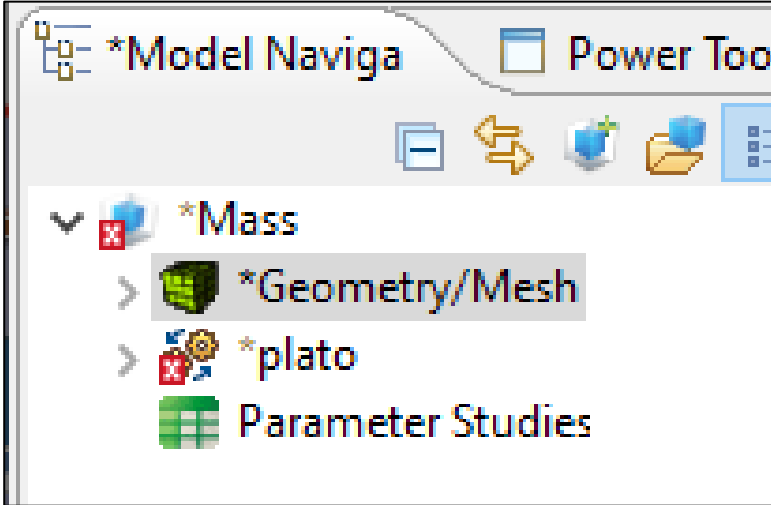 *Model Naviga
Power Too
*Mass
*Geometry/Mesh
*plato
Parameter Studies